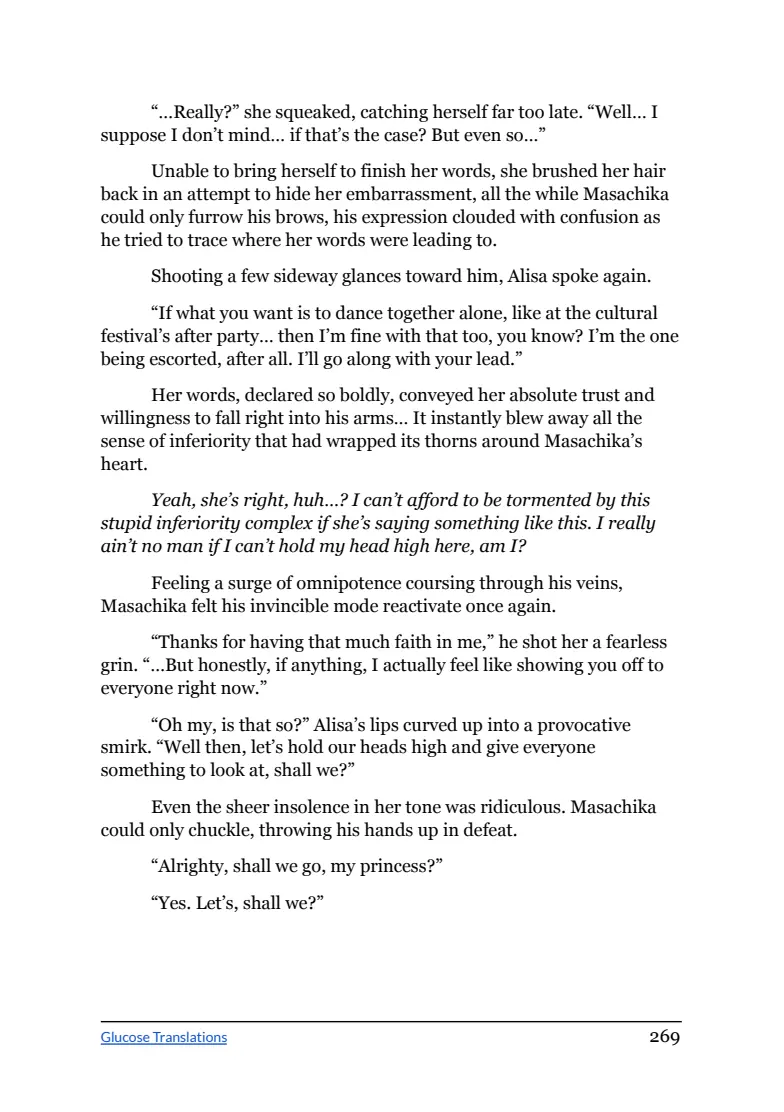 “…Really?” she squeaked, catching herself far too late. “Well… I
suppose I don’t mind… if that’s the case? But even so…”
Unable to bring herself to finish her words, she brushed her hair
back in an attempt to hide her embarrassment, all the while Masachika
could only furrow his brows, his expression clouded with confusion as
he tried to trace where her words were leading to.
Shooting a few sideway glances toward him, Alisa spoke again.
“If what you want is to dance together alone, like at the cultural
festival’s after party… then I’m fine with that too, you know? I’m the one
being escorted, after all. I’ll go along with your lead.”
Her words, declared so boldly, conveyed her absolute trust and
willingness to fall right into his arms… It instantly blew away all the
sense of inferiority that had wrapped its thorns around Masachika’s
heart.
Yeah, she’s right, huh…? I can’t afford to be tormented by this
stupid inferiority complex if she’s saying something like this. I really
ain’t no man if I can’t hold my head high here, am I?
Feeling a surge of omnipotence coursing through his veins,
Masachika felt his invincible mode reactivate once again.
“Thanks for having that much faith in me,” he shot her a fearless
grin. “…But honestly, if anything, I actually feel like showing you off to
everyone right now.”
“Oh my, is that so?” Alisa’s lips curved up into a provocative
smirk. “Well then, let’s hold our heads high and give everyone
something to look at, shall we?”
Even the sheer insolence in her tone was ridiculous. Masachika
could only chuckle, throwing his hands up in defeat.
“Alrighty, shall we go, my princess?”
“Yes. Let’s, shall we?”
Glucose Translations 269